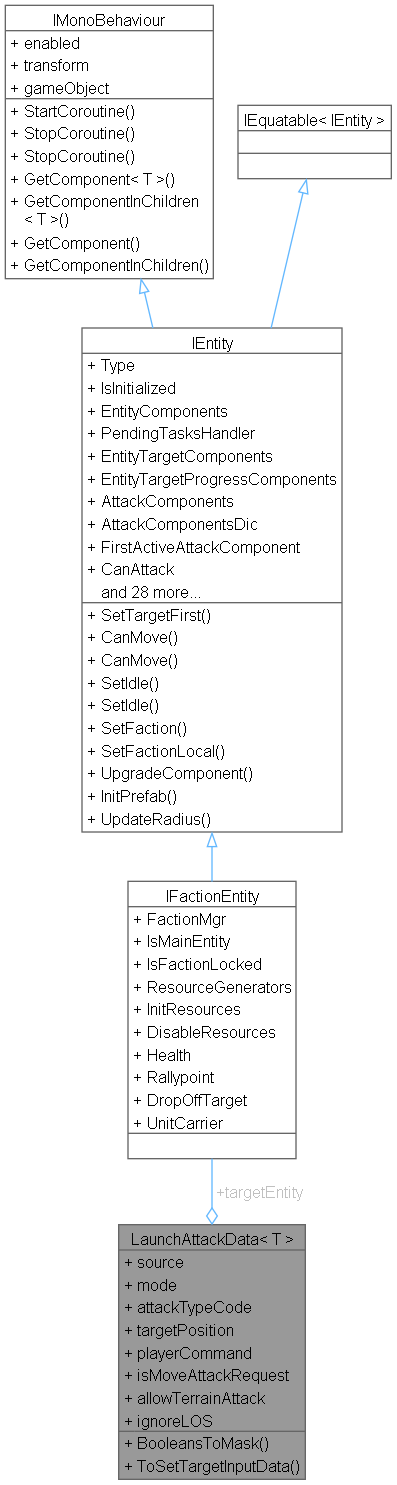 IMonoBehaviour
+ enabled
+ transform
+ gameObject
+ StartCoroutine()
+ StopCoroutine()
+ StopCoroutine()
+ GetComponent< T >()
+ GetComponentInChildren
< T >()
+ GetComponent()
+ GetComponentInChildren()
IEquatable< IEntity >
IEntity
+ Type
+ IsInitialized
+ EntityComponents
+ PendingTasksHandler
+ EntityTargetComponents
+ EntityTargetProgressComponents
+ AttackComponents
+ AttackComponentsDic
+ FirstActiveAttackComponent
+ CanAttack
and 28 more...
+ SetTargetFirst()
+ CanMove()
+ CanMove()
+ SetIdle()
+ SetIdle()
+ SetFaction()
+ SetFactionLocal()
+ UpgradeComponent()
+ InitPrefab()
+ UpdateRadius()
IFactionEntity
+ FactionMgr
+ IsMainEntity
+ IsFactionLocked
+ ResourceGenerators
+ InitResources
+ DisableResources
+ Health
+ Rallypoint
+ DropOffTarget
+ UnitCarrier
+targetEntity
LaunchAttackData< T >
+ source
+ mode
+ attackTypeCode
+ targetPosition
+ playerCommand
+ isMoveAttackRequest
+ allowTerrainAttack
+ ignoreLOS
+ BooleansToMask()
+ ToSetTargetInputData()